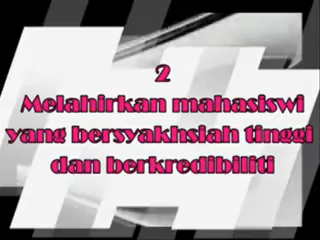 2
Melahirkan mahasiswi
yang bersyakhsiah tinggi
dan berkredibiliti